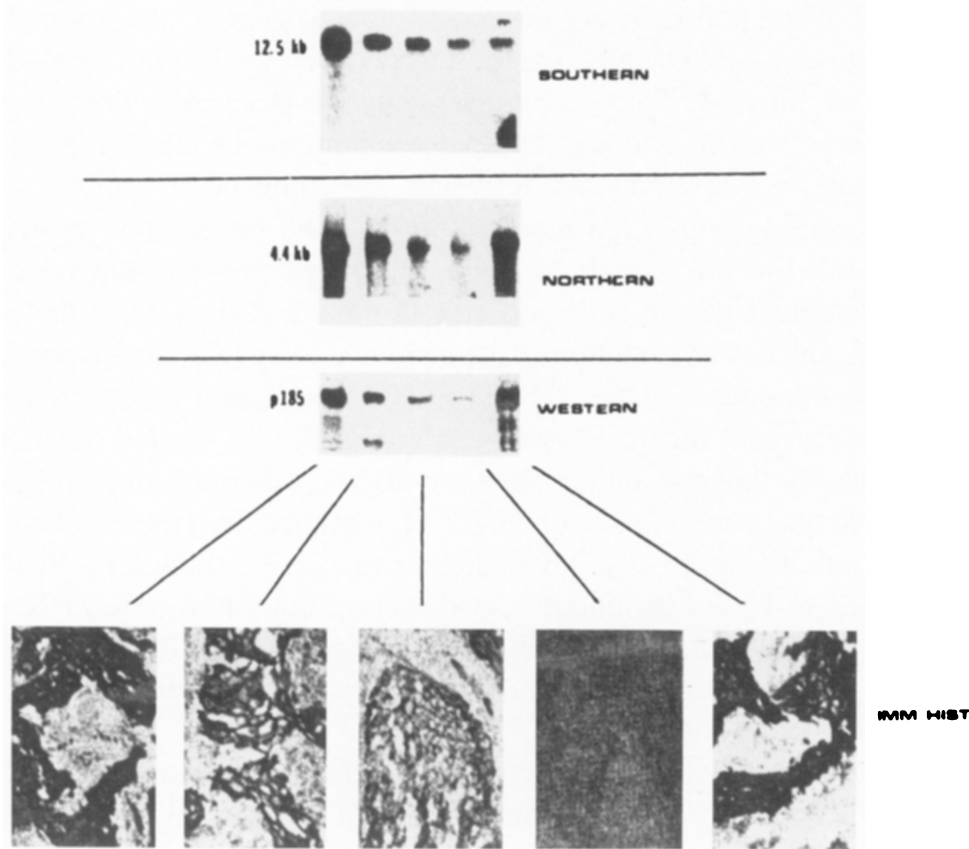 12.5 kb
SOUTHERN
4.4 kb
NORTHERN
p185
WESTERN
IMM HIST